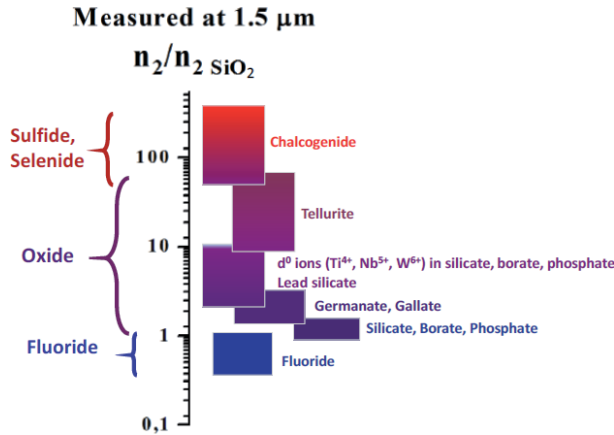 Measured at 1.5 µm
n₂/n₂ SiO₂
Sulfide,
Selenide
Oxide
Fluoride
100
10
1
0,1
Chalcogenide
Tellurite
d⁰ ions (Ti⁴⁺, Nb⁵⁺, W⁶⁺) in silicate, borate, phosphate
Lead silicate
Germanate, Gallate
Silicate, Borate, Phosphate
Fluoride